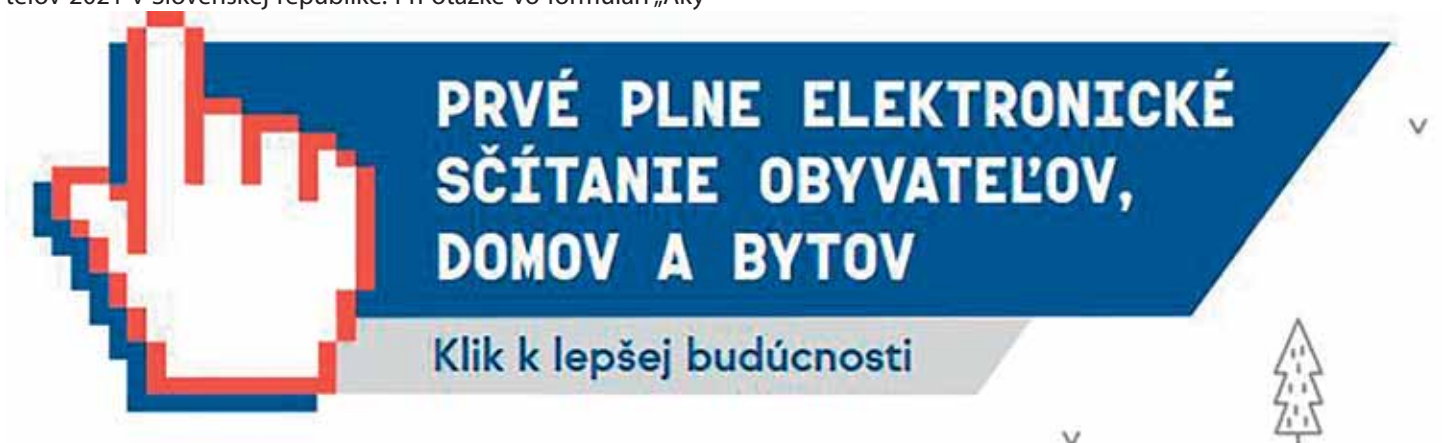 PRVÉ PLNE ELEKTRONICKÉ
SČÍTANIE OBYVATEĽOV,
DOMOV A BYTOV
Klik k lepšej budúcnosti